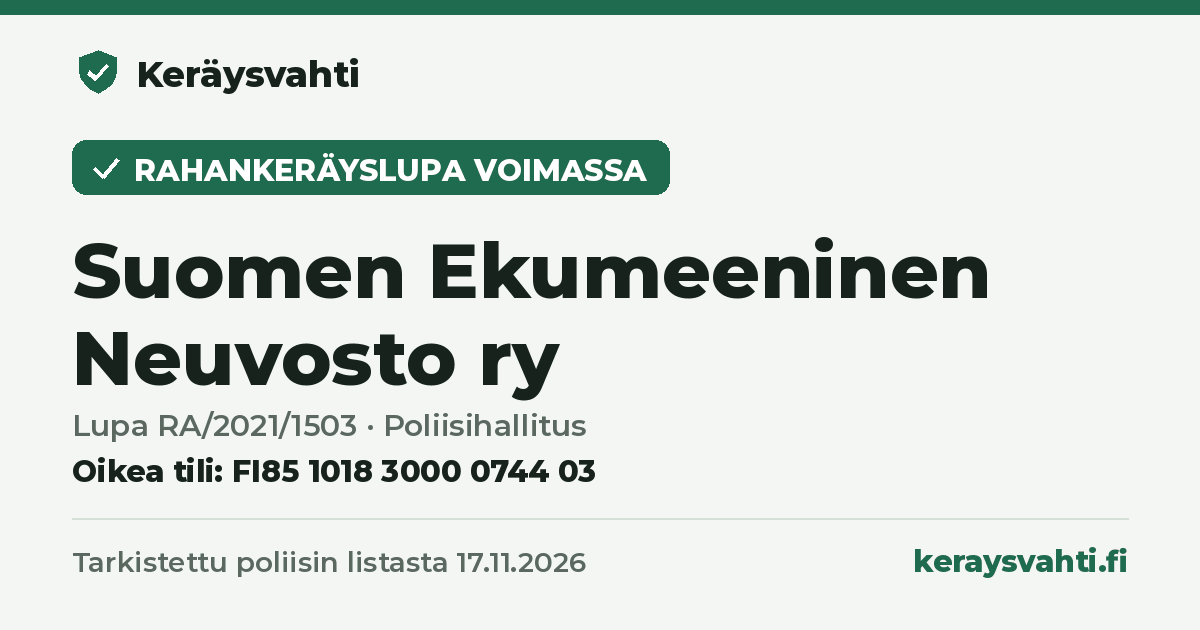 Keräysvahti
RAHANKERÄYSLUPA VOIMASSA
Suomen Ekumeeninen
Neuvosto ry
Lupa RA/2021/1503 · Poliisihallitus
Oikea tili: FI85 1018 3000 0744 03
Tarkistettu poliisin listasta 17.11.2026
keraysvahti.fi